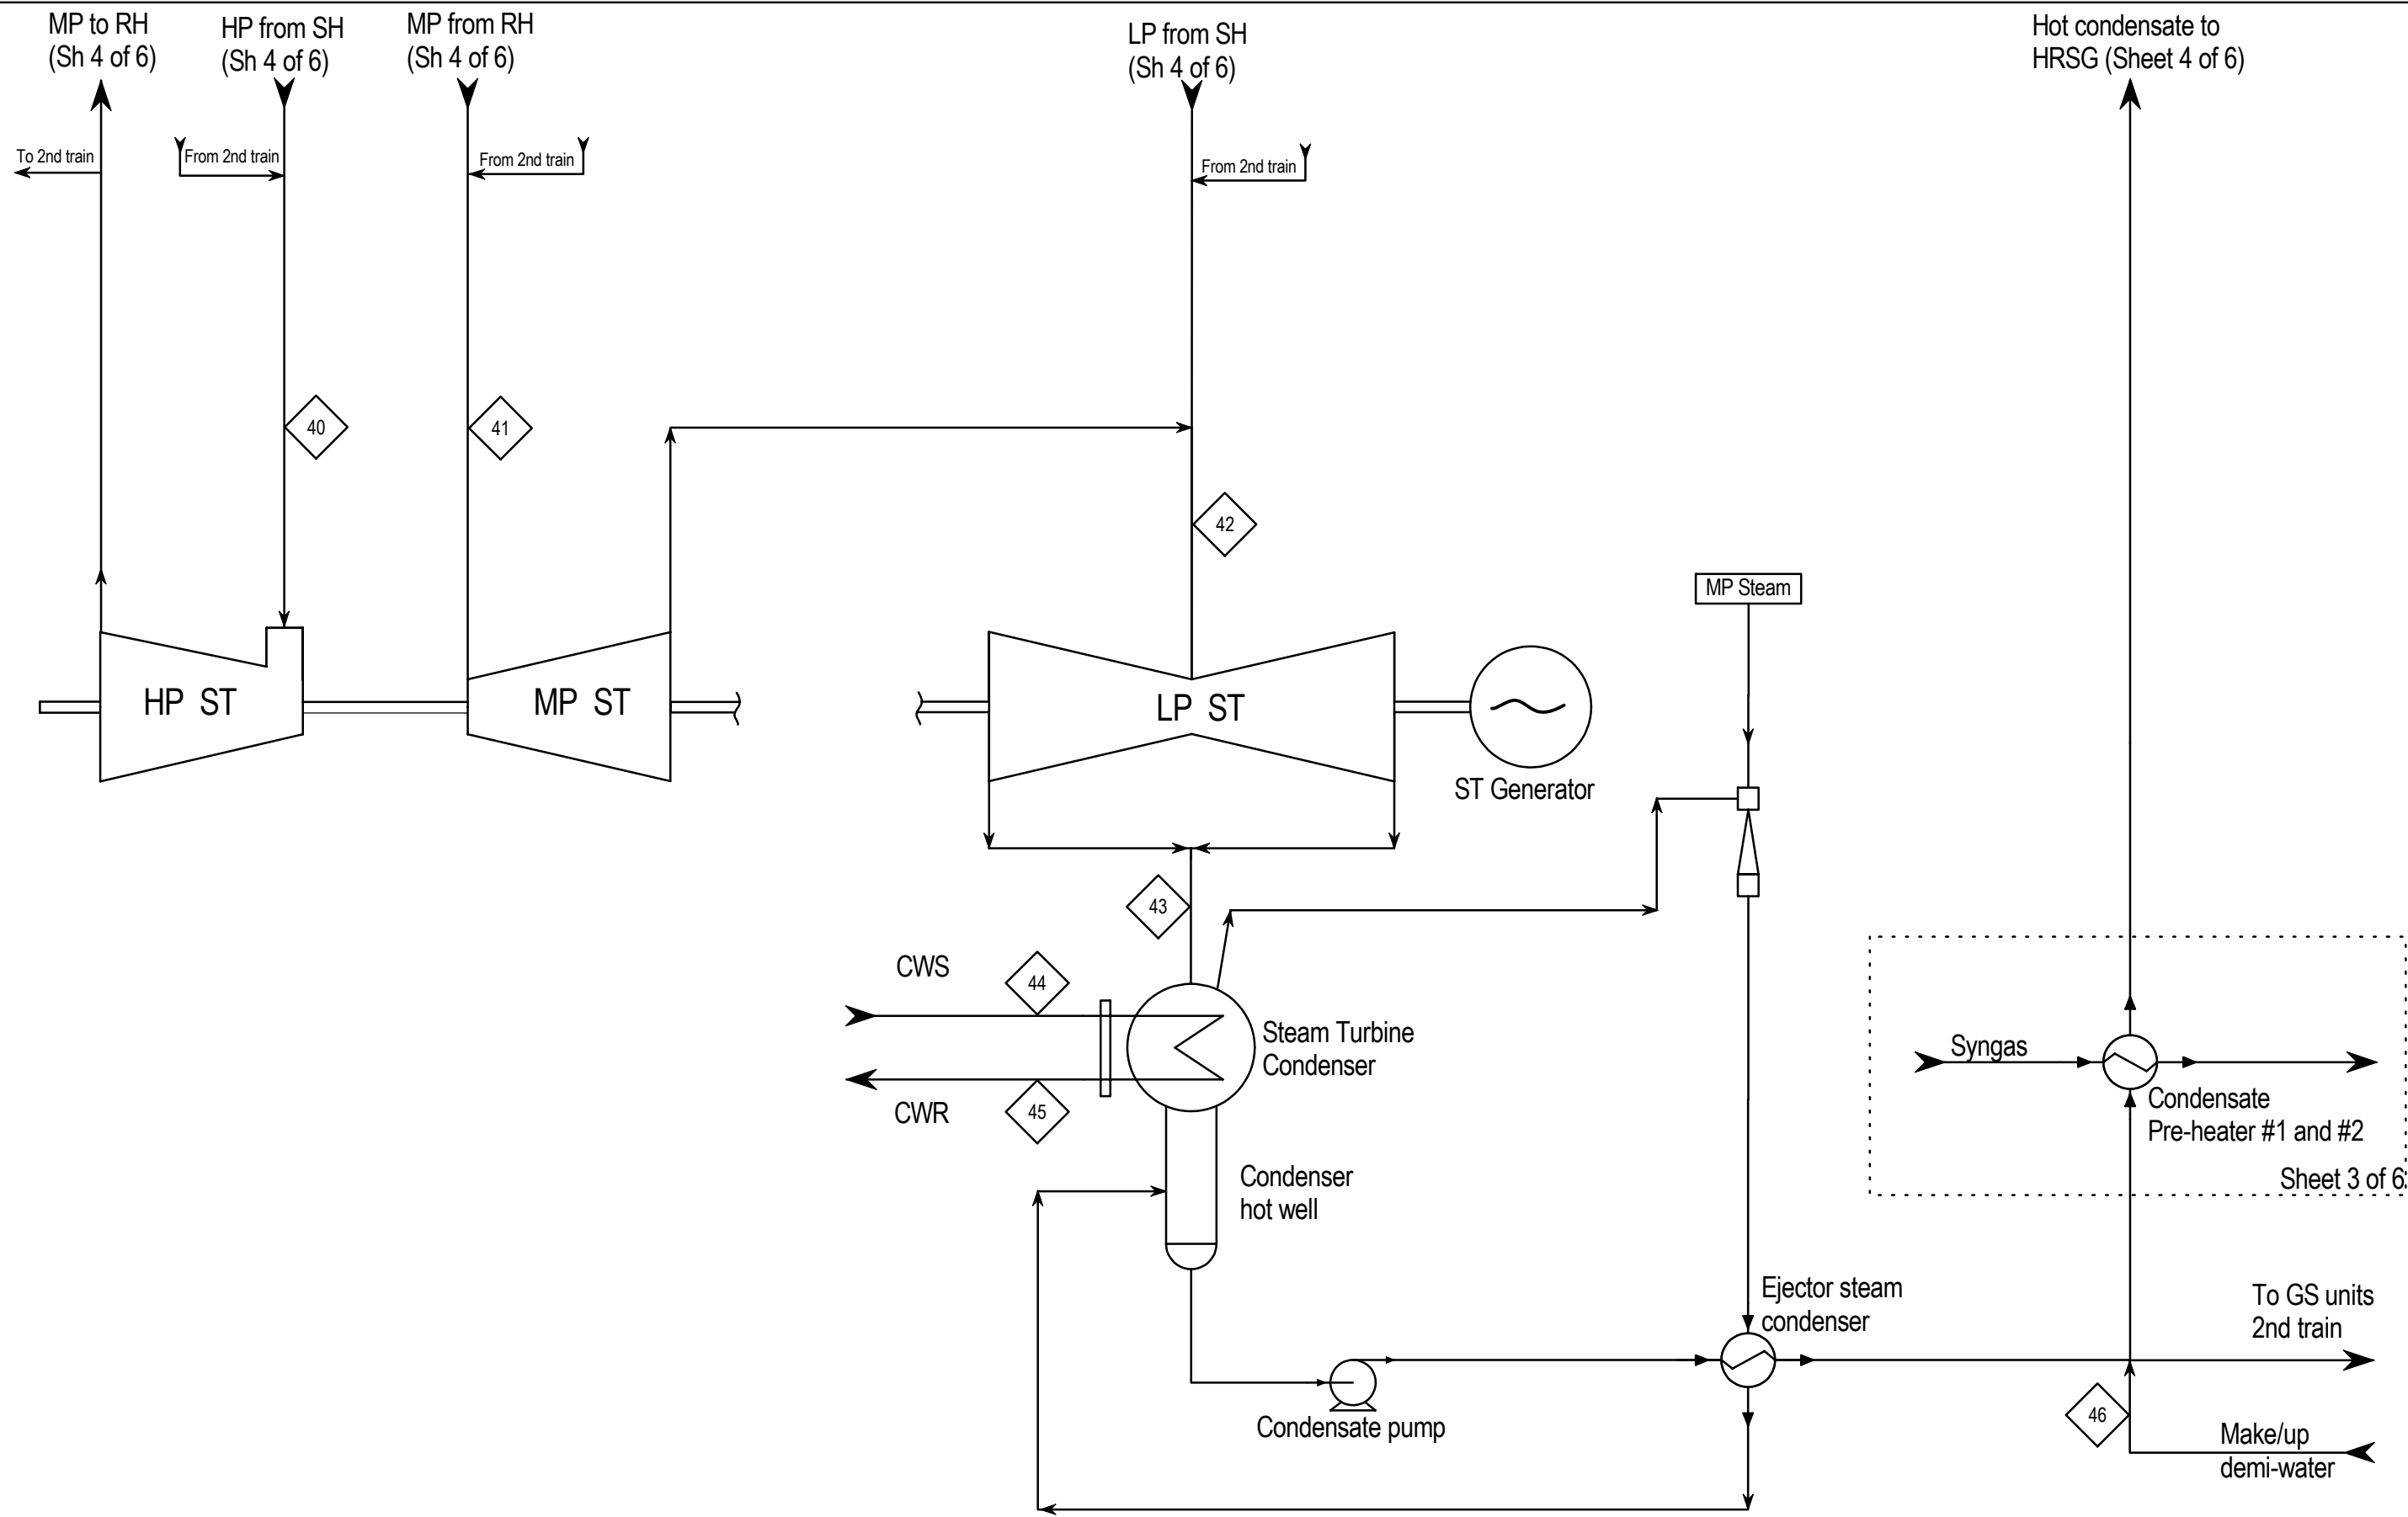 MP to RH
(Sh 4 of 6)
HP from SH
(Sh 4 of 6)
MP from RH
(Sh 4 of 6)
LP from SH
(Sh 4 of 6)
Hot condensate to
HRSG (Sheet 4 of 6)
To 2nd train
From 2nd train
From 2nd train
From 2nd train
40
41
42
MP Steam
HP ST
MP ST
LP ST
ST Generator
43
CWS
44
Steam Turbine
Condenser
Syngas
CWR
45
Condensate
Pre-heater #1 and #2
Sheet 3 of 6
Condenser
hot well
Ejector steam
condenser
To GS units
2nd train
Condensate pump
46
Make/up
demi-water